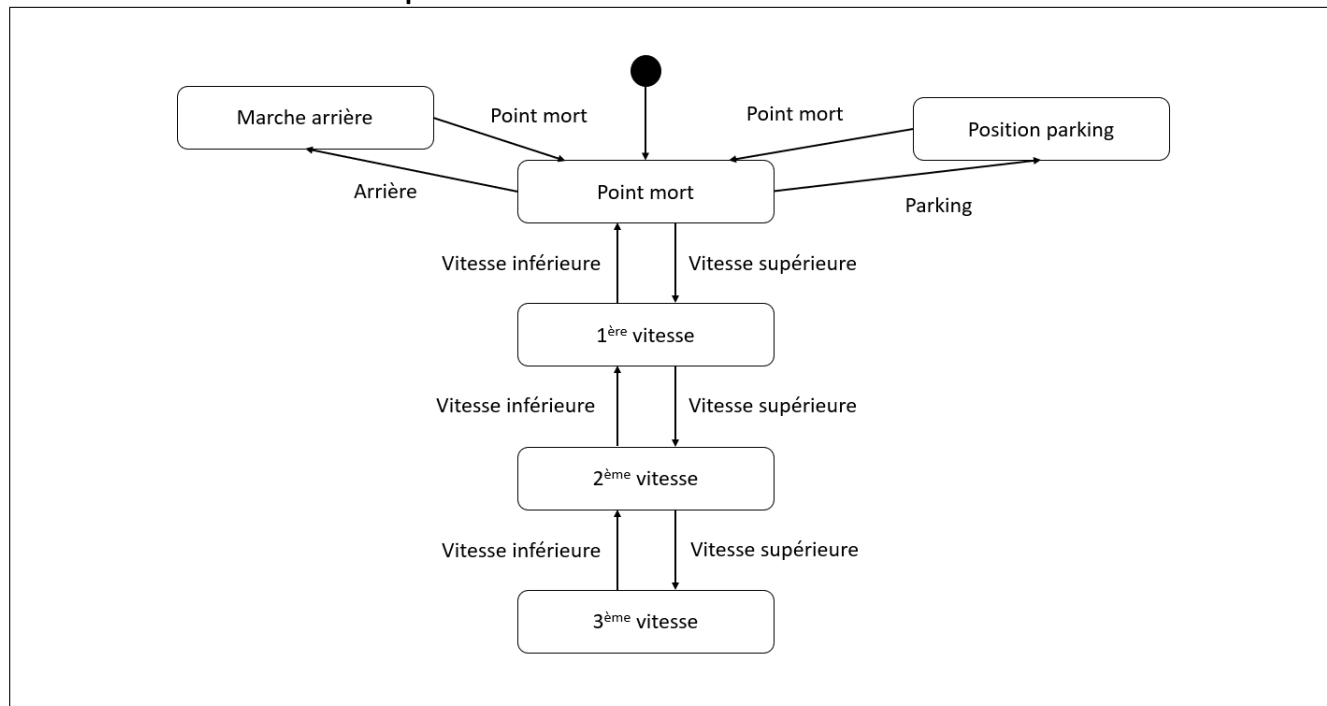 Marche arrière
Point mort
Point mort
Position parking
Arrière
Point mort
Parking
Vitesse inférieure
Vitesse supérieure
1ère vitesse
Vitesse inférieure
Vitesse supérieure
2ème vitesse
Vitesse inférieure
Vitesse supérieure
3ème vitesse